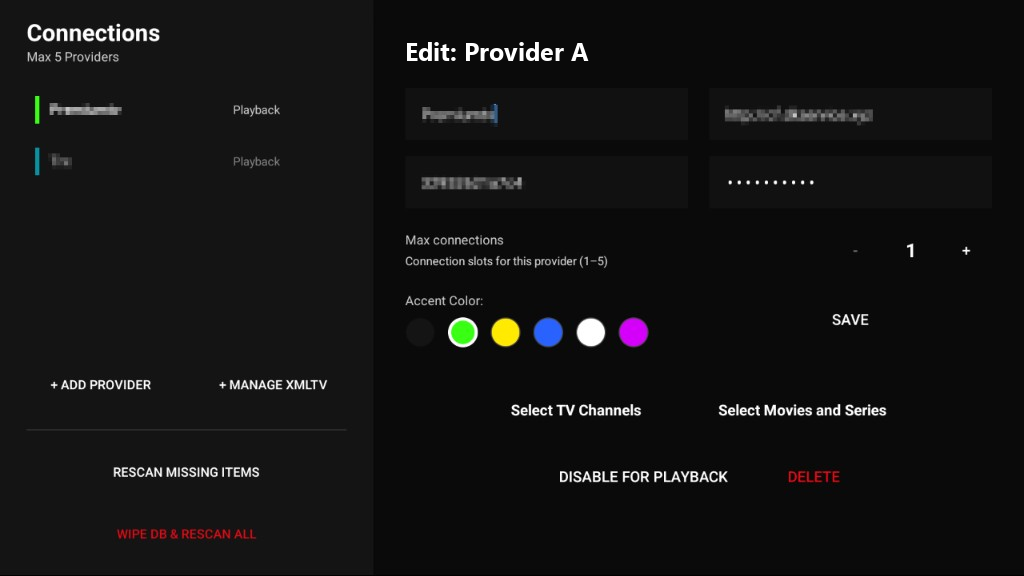 Connections
Max 5 Providers
Playback
Playback
+ ADD PROVIDER
+ MANAGE XMLTV
RESCAN MISSING ITEMS
WIPE DB & RESCAN ALL
Edit: Provider A
••••••••••
Max connections
Connection slots for this provider (1–5)
- 1 +
Accent Color:
SAVE
Select TV Channels
Select Movies and Series
DISABLE FOR PLAYBACK
DELETE